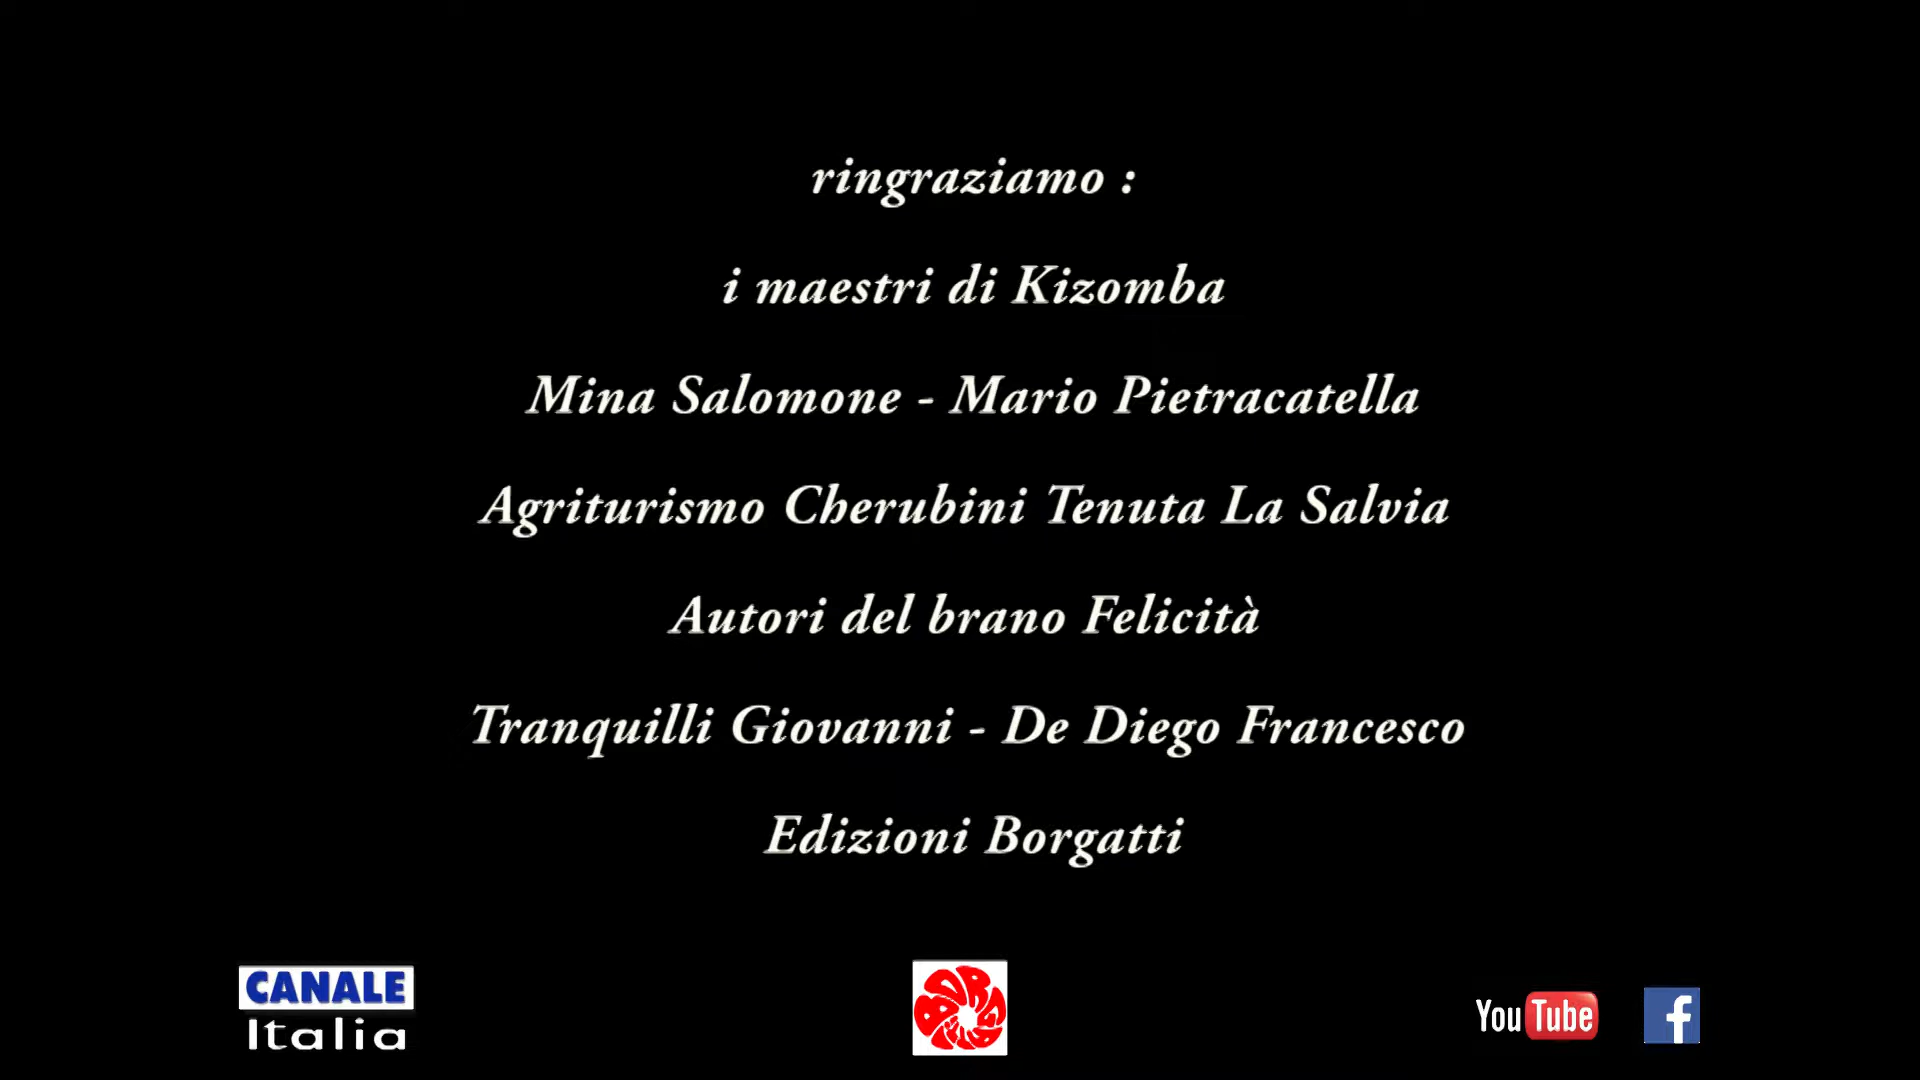 ringraziamo :
i maestri di Kizomba
Mina Salomone - Mario Pietracatella
Agriturismo Cherubini Tenuta La Salvia
Autori del brano Felicità
Tranquilli Giovanni - De Diego Francesco
Edizioni Borgatti
CANALE
Italia
BORGATTI
You Tube
f